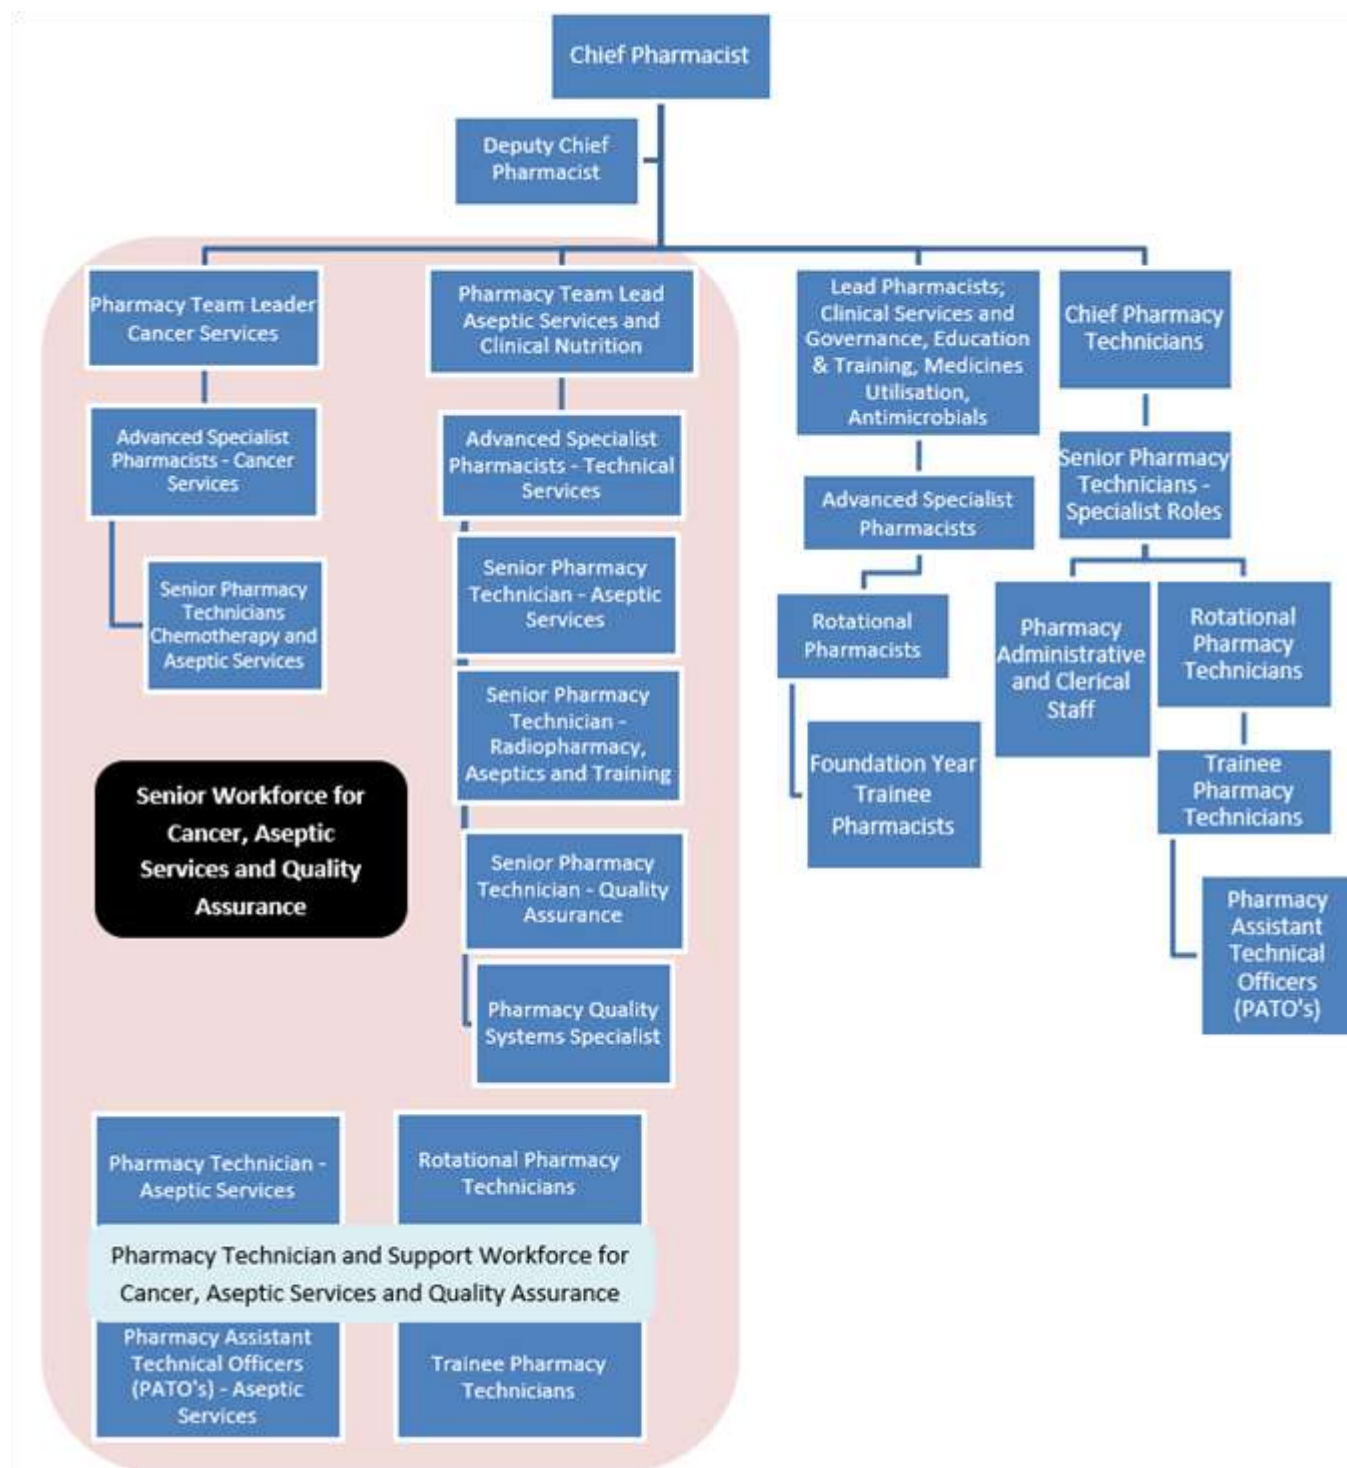 Chief Pharmacist
Deputy Chief
Pharmacist
Pharmacy Team Leader
Cancer Services
Pharmacy Team Lead
Aseptic Services and
Clinical Nutrition
Lead Pharmacists;
Clinical Services and
Governance, Education
& Training, Medicines
Utilisation,
Antimicrobials
Chief Pharmacy
Technicians
Advanced Specialist
Pharmacists - Cancer
Services
Advanced Specialist
Pharmacists - Technical
Services
Advanced Specialist
Pharmacists
Senior Pharmacy
Technicians -
Specialist Roles
Senior Pharmacy
Technicians
Chemotherapy and
Aseptic Services
Senior Pharmacy
Technician - Aseptic
Services
Rotational
Pharmacists
Pharmacy
Administrative
and Clerical
Staff
Rotational
Pharmacy
Technicians
Senior Pharmacy
Technician -
Radiopharmacy,
Aseptics and Training
Foundation Year
Trainee
Pharmacists
Trainee
Pharmacy
Technicians
Senior Workforce for
Cancer, Aseptic
Services and Quality
Assurance
Senior Pharmacy
Technician - Quality
Assurance
Pharmacy
Assistant
Technical
Officers
(PATO's)
Pharmacy Quality
Systems Specialist
Pharmacy Technician -
Aseptic Services
Rotational Pharmacy
Technicians
Pharmacy Technician and Support Workforce for
Cancer, Aseptic Services and Quality Assurance
Pharmacy Assistant
Technical Officers
(PATO's) - Aseptic
Services
Trainee Pharmacy
Technicians